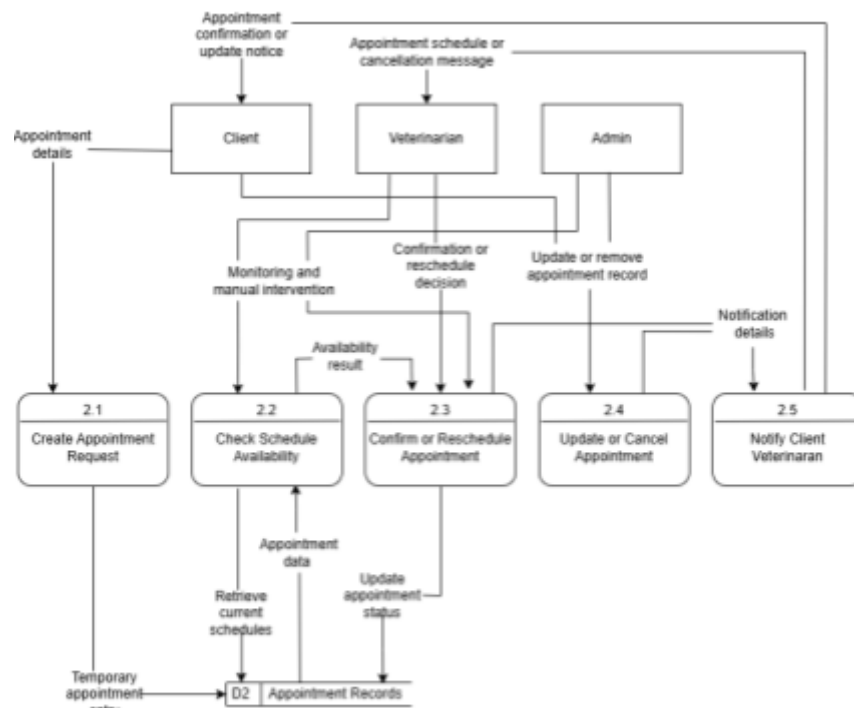 Appointment
confirmation or
update notice
Appointment schedule or
cancellation message
Client
Veterinarian
Admin
Appointment
details
Monitoring and
manual intervention
Confirmation or
reschedule
decision
Update or remove
appointment record
Notification
details
Availability
result
2.1
Create Appointment
Request
2.2
Check Schedule
Availability
2.3
Confirm or Reschedule
Appointment
2.4
Update or Cancel
Appointment
2.5
Notify Client
Veterinaran
Appointment
data
Retrieve
current
schedules
Update
appointment
status
Temporary
appointment
D2
Appointment Records